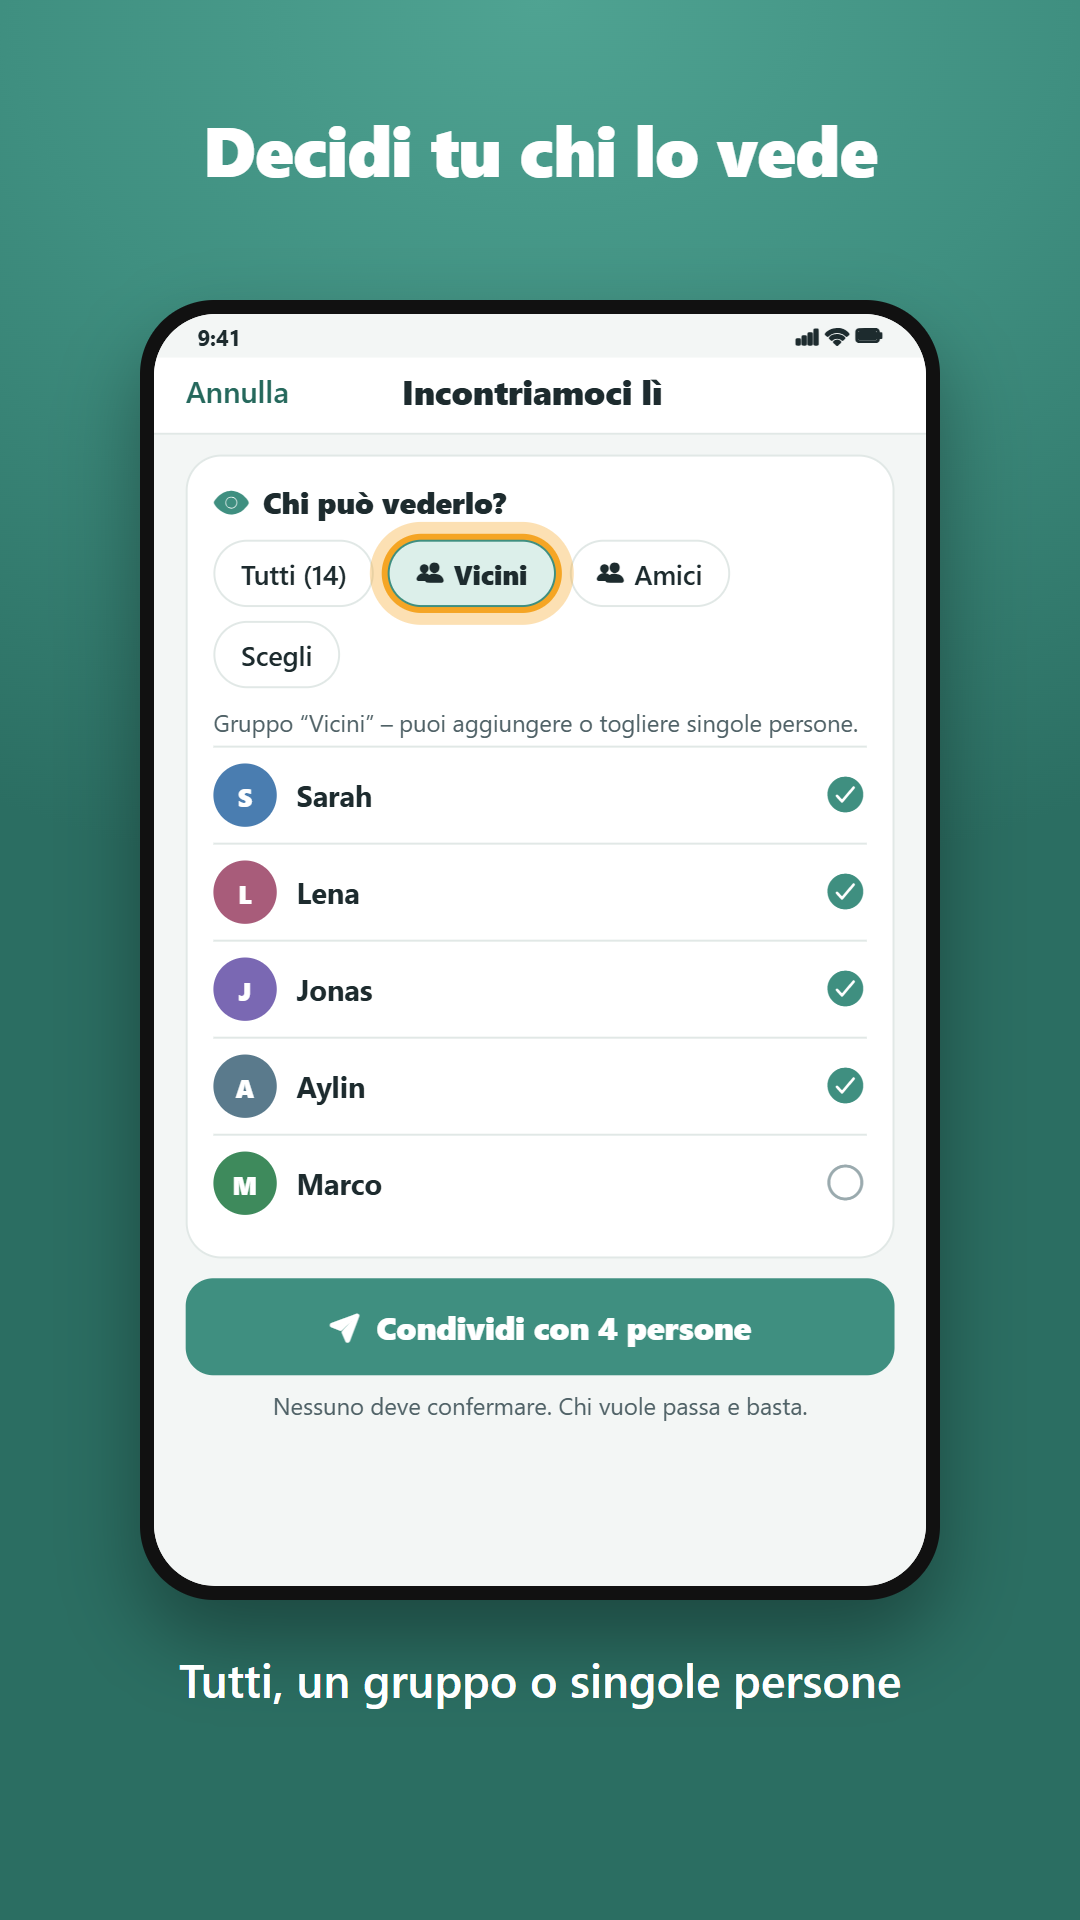 Decidi tu chi lo vede
9:41
Annulla
Incontriamoci lì
Chi può vederlo?
Tutti (14)
Vicini
Amici
Scegli
Gruppo “Vicini” – puoi aggiungere o togliere singole persone.
S
Sarah
L
Lena
J
Jonas
A
Aylin
M
Marco
Condividi con 4 persone
Nessuno deve confermare. Chi vuole passa e basta.
Tutti, un gruppo o singole persone